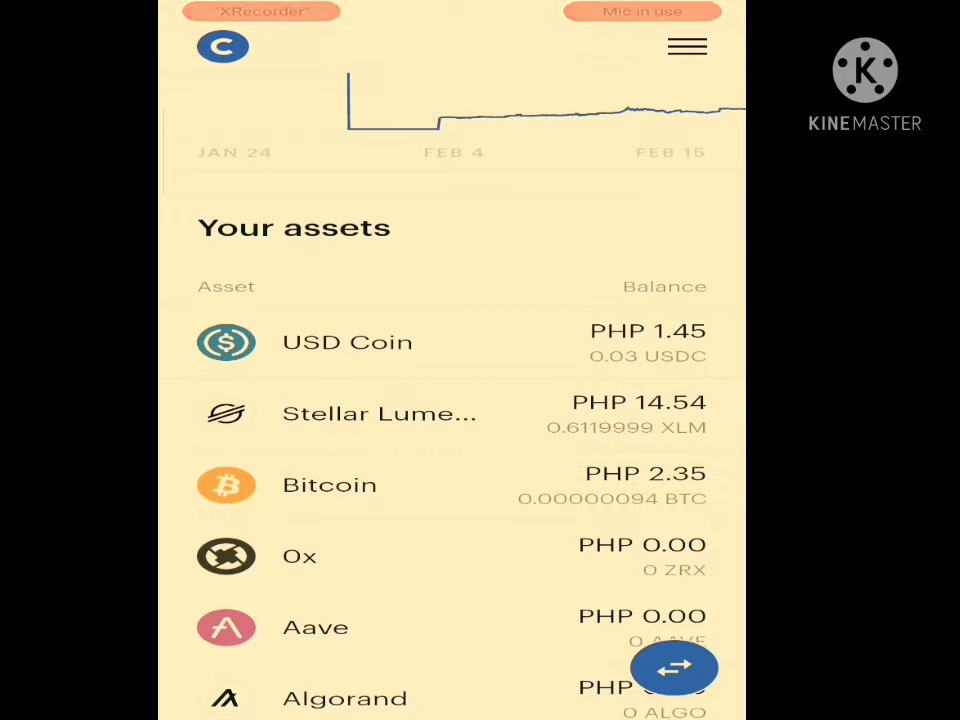 "XRecorder"
Mic in use
C
K
KINEMASTER
JAN 24 FEB 4 FEB 15
Your assets
Asset Balance
USD Coin PHP 1.45
0.03 USDC
Stellar Lume... PHP 14.54
0.6119999 XLM
Bitcoin PHP 2.35
0.00000094 BTC
0x PHP 0.00
0 ZRX
Aave PHP 0.00
0 AAVE
Algorand PHP
0 ALGO